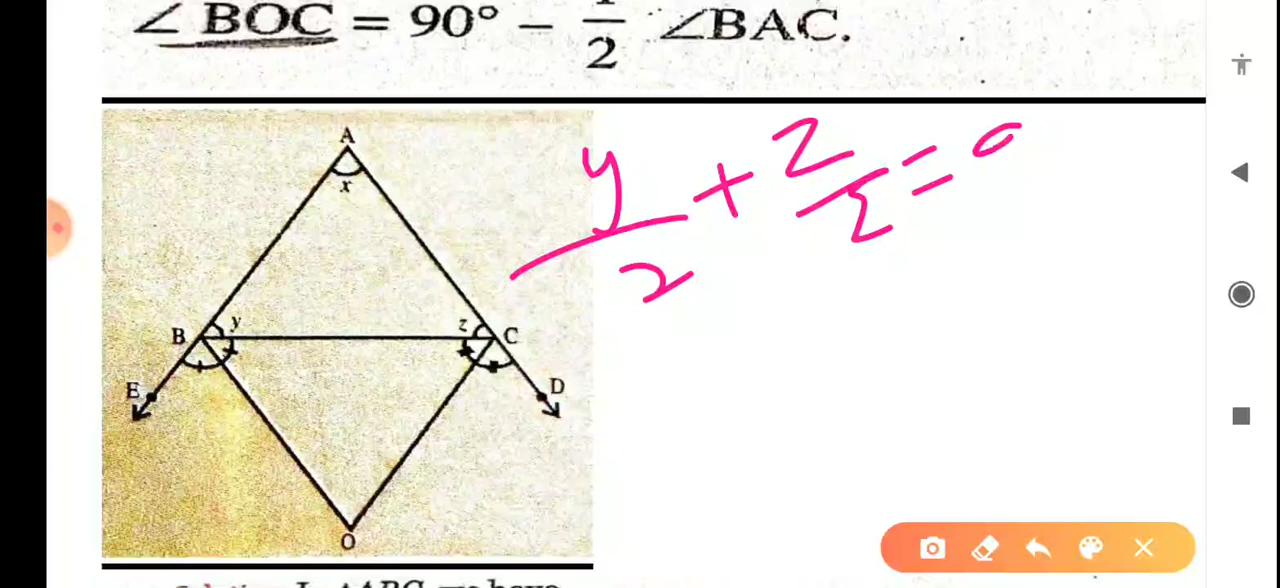 ∠ BOC = 90° − 1/2 ∠BAC.
y/2 + z/2 =
A
x
B y z C
E D
O